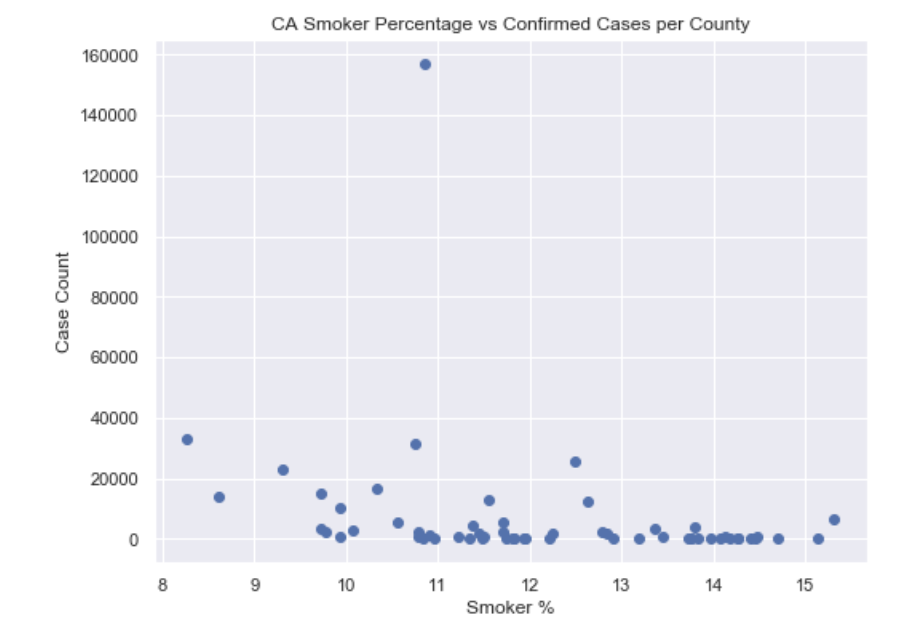 CA Smoker Percentage vs Confirmed Cases per County
160000
140000
120000
100000
80000
60000
40000
20000
0
Case Count
8 9 10 11 12 13 14 15
Smoker %